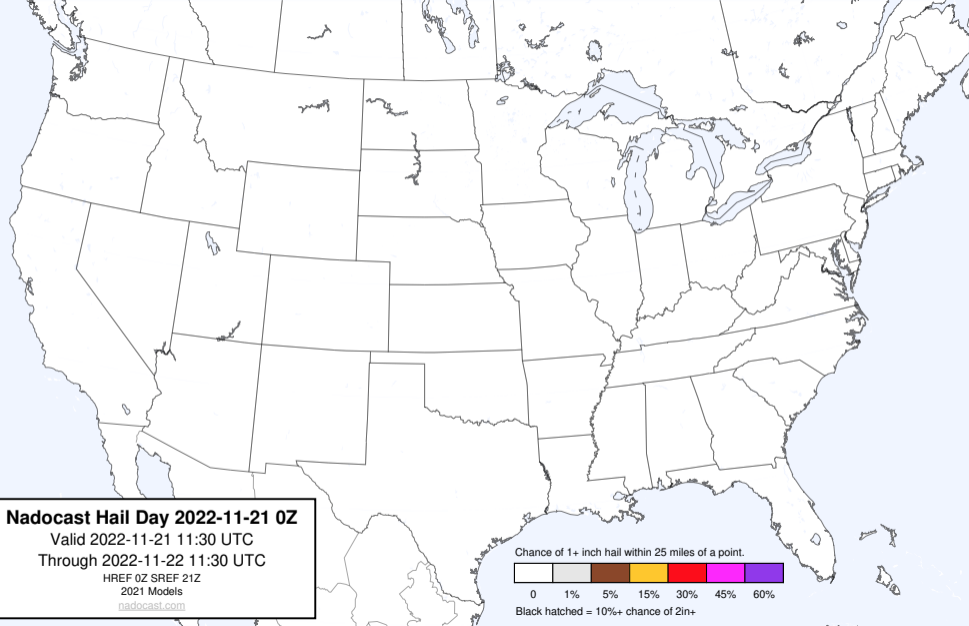 Nadocast Hail Day 2022-11-21 0Z
Valid 2022-11-21 11:30 UTC
Through 2022-11-22 11:30 UTC
HREF 0Z SREF 21Z
2021 Models
nadocast.com
Chance of 1+ inch hail within 25 miles of a point.
0 1% 5% 15% 30% 45% 60%
Black hatched = 10%+ chance of 2in+